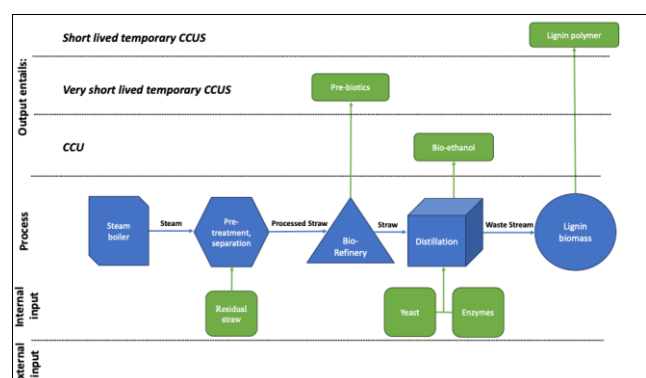 Short lived temporary CCUS
Lignin polymer
Output entails:
Very short lived temporary CCUS
Pre-biotics
CCU
Bio-ethanol
Process
Steam
boiler
Steam
Pre-
treatment,
separation
Processed Straw
Bio-
Refinery
Straw
Distillation
Waste Stream
Lignin
biomass
Internal
input
Residual
straw
Yeast
Enzymes
External
input